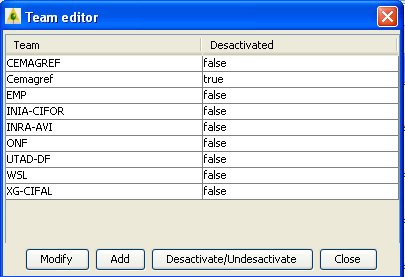 Team editor
Team Desactivated
CEMAGREF false
Cemagref true
EMP false
INIA-CIFOR false
INRA-AVI false
ONF false
UTAD-DF false
WSL false
XG-CIFAL false
Modify Add Desactivate/Undesactivate Close